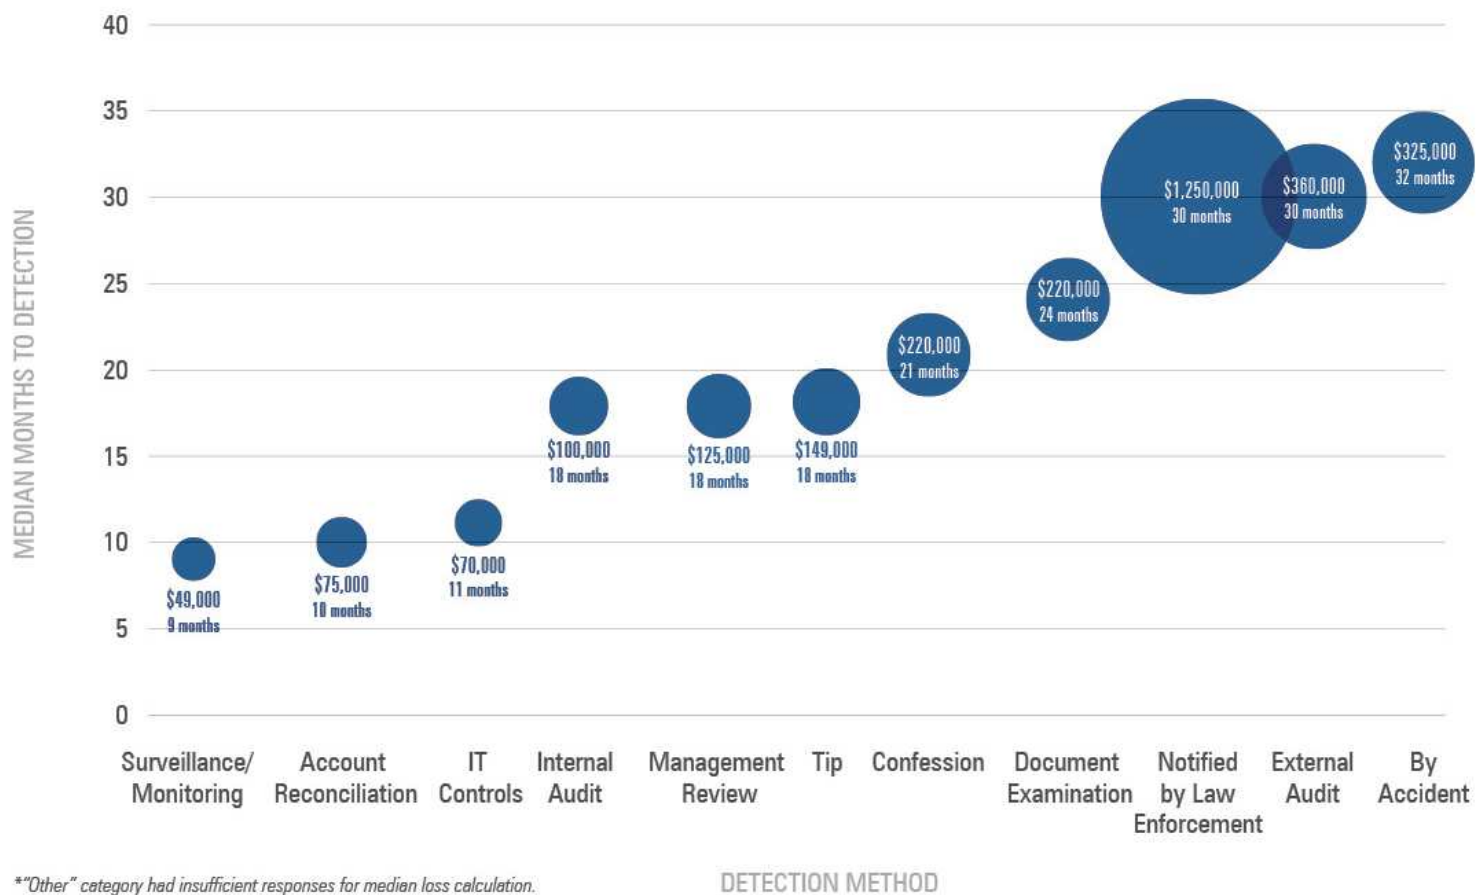 40
35
30
25
20
15
10
5
0
MEDIAN MONTHS TO DETECTION
$49,000
9 months
$75,000
10 months
$70,000
11 months
$100,000
18 months
$125,000
18 months
$149,000
18 months
$220,000
21 months
$220,000
24 months
$1,250,000
30 months
$360,000
30 months
$325,000
32 months
Surveillance/
Monitoring
Account
Reconciliation
IT
Controls
Internal
Audit
Management
Review
Tip
Confession
Document
Examination
Notified
by Law
Enforcement
External
Audit
By
Accident
*"Other" category had insufficient responses for median loss calculation.
DETECTION METHOD